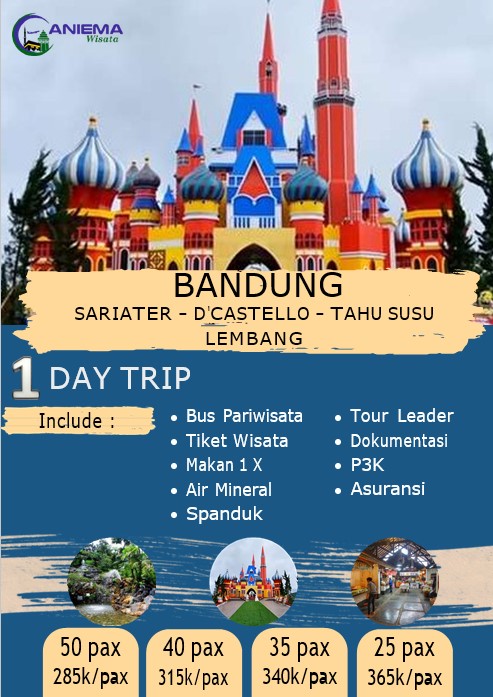 ANIEMA
Wisata
BANDUNG
SARIATER – D'CASTELLO – TAHU SUSU
LEMBANG
1 DAY TRIP
Include :
• Bus Pariwisata
• Tiket Wisata
• Makan 1 X
• Air Mineral
• Spanduk
• Tour Leader
• Dokumentasi
• P3K
• Asuransi
50 pax
285k/pax
40 pax
315k/pax
35 pax
340k/pax
25 pax
365k/pax